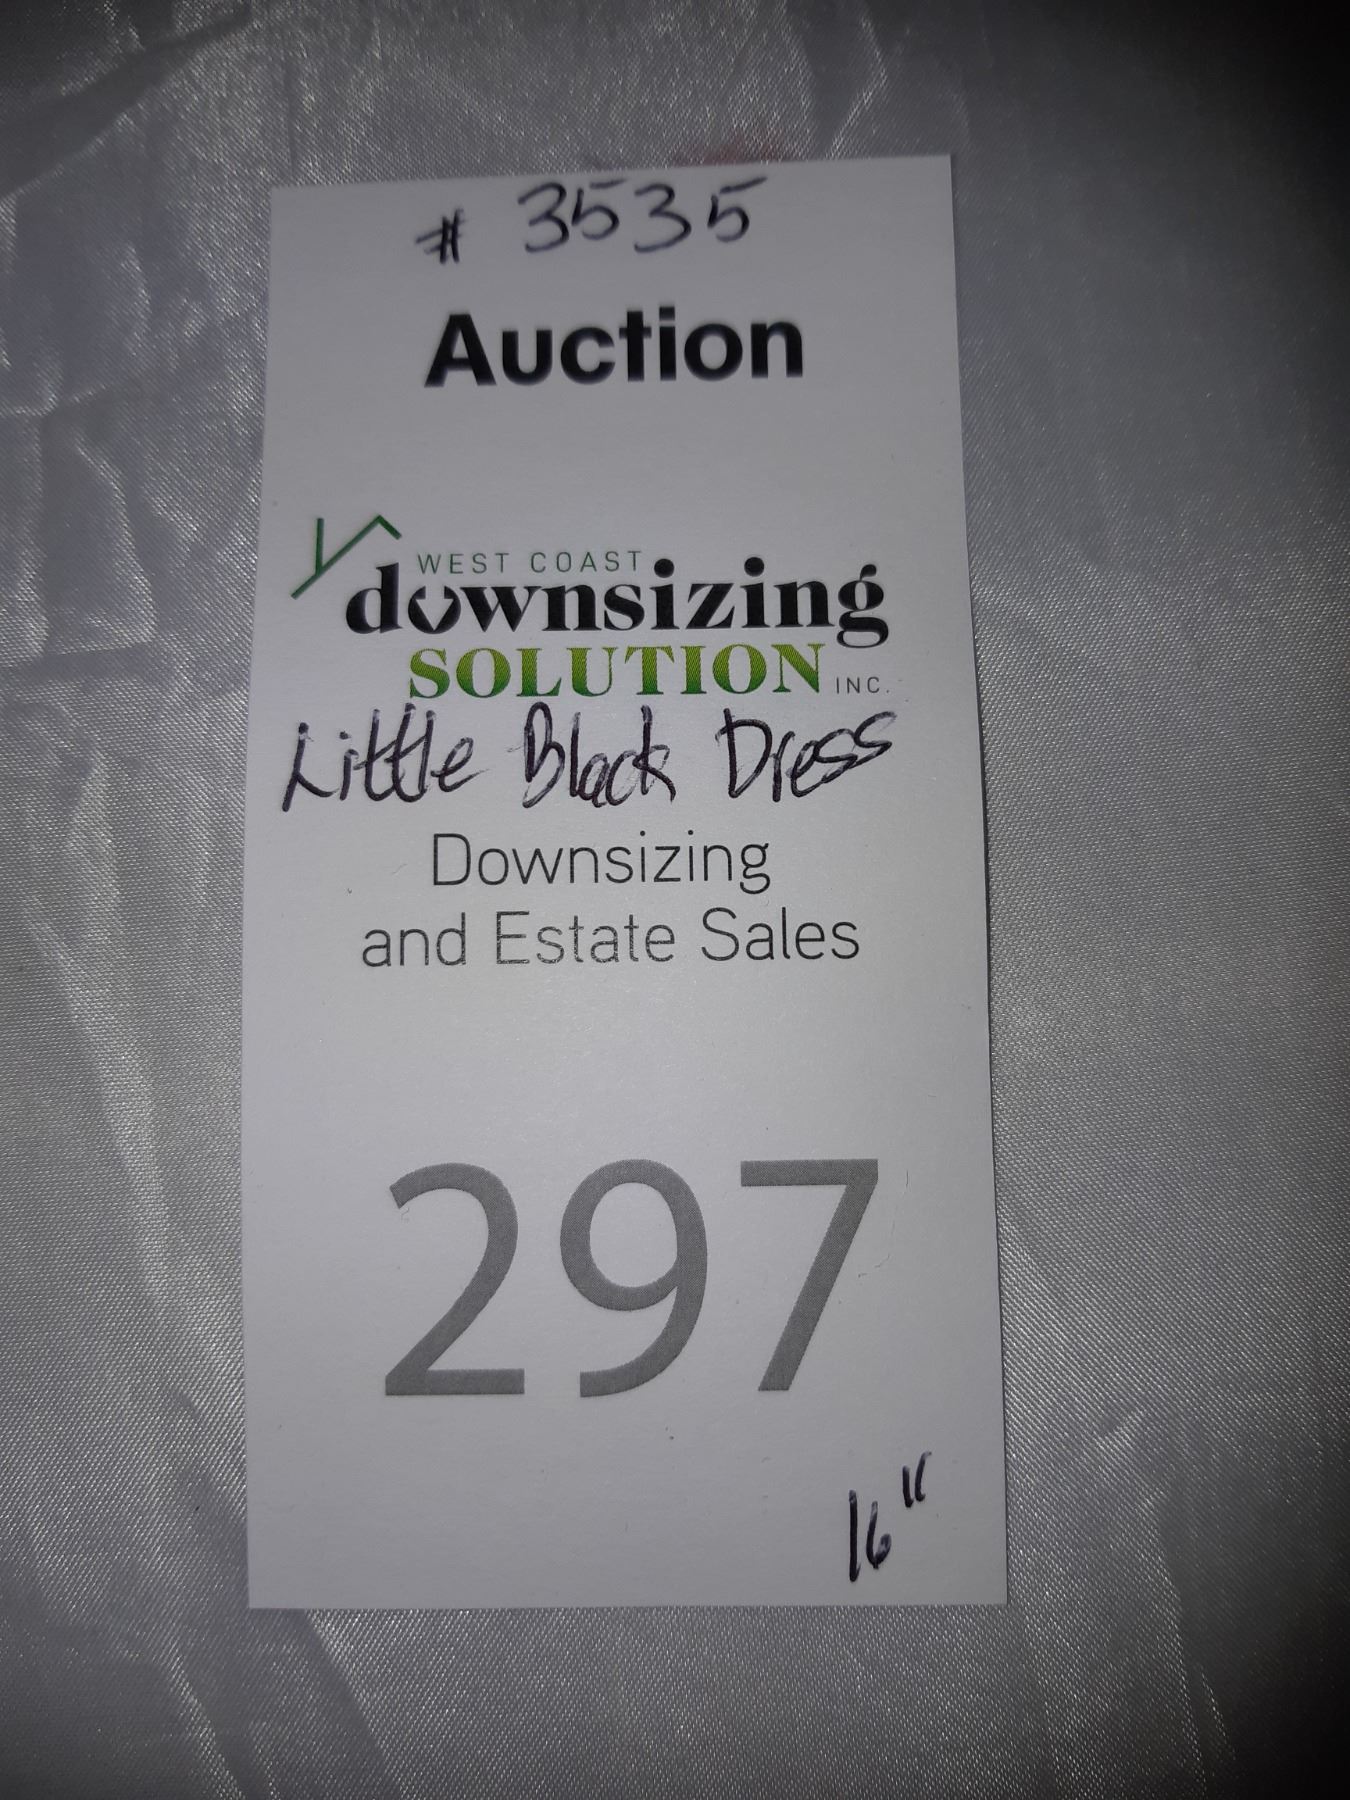 # 3535
Auction
WEST COAST
downsizing
SOLUTION INC.
Little Black Dress
Downsizing
and Estate Sales
297
16"